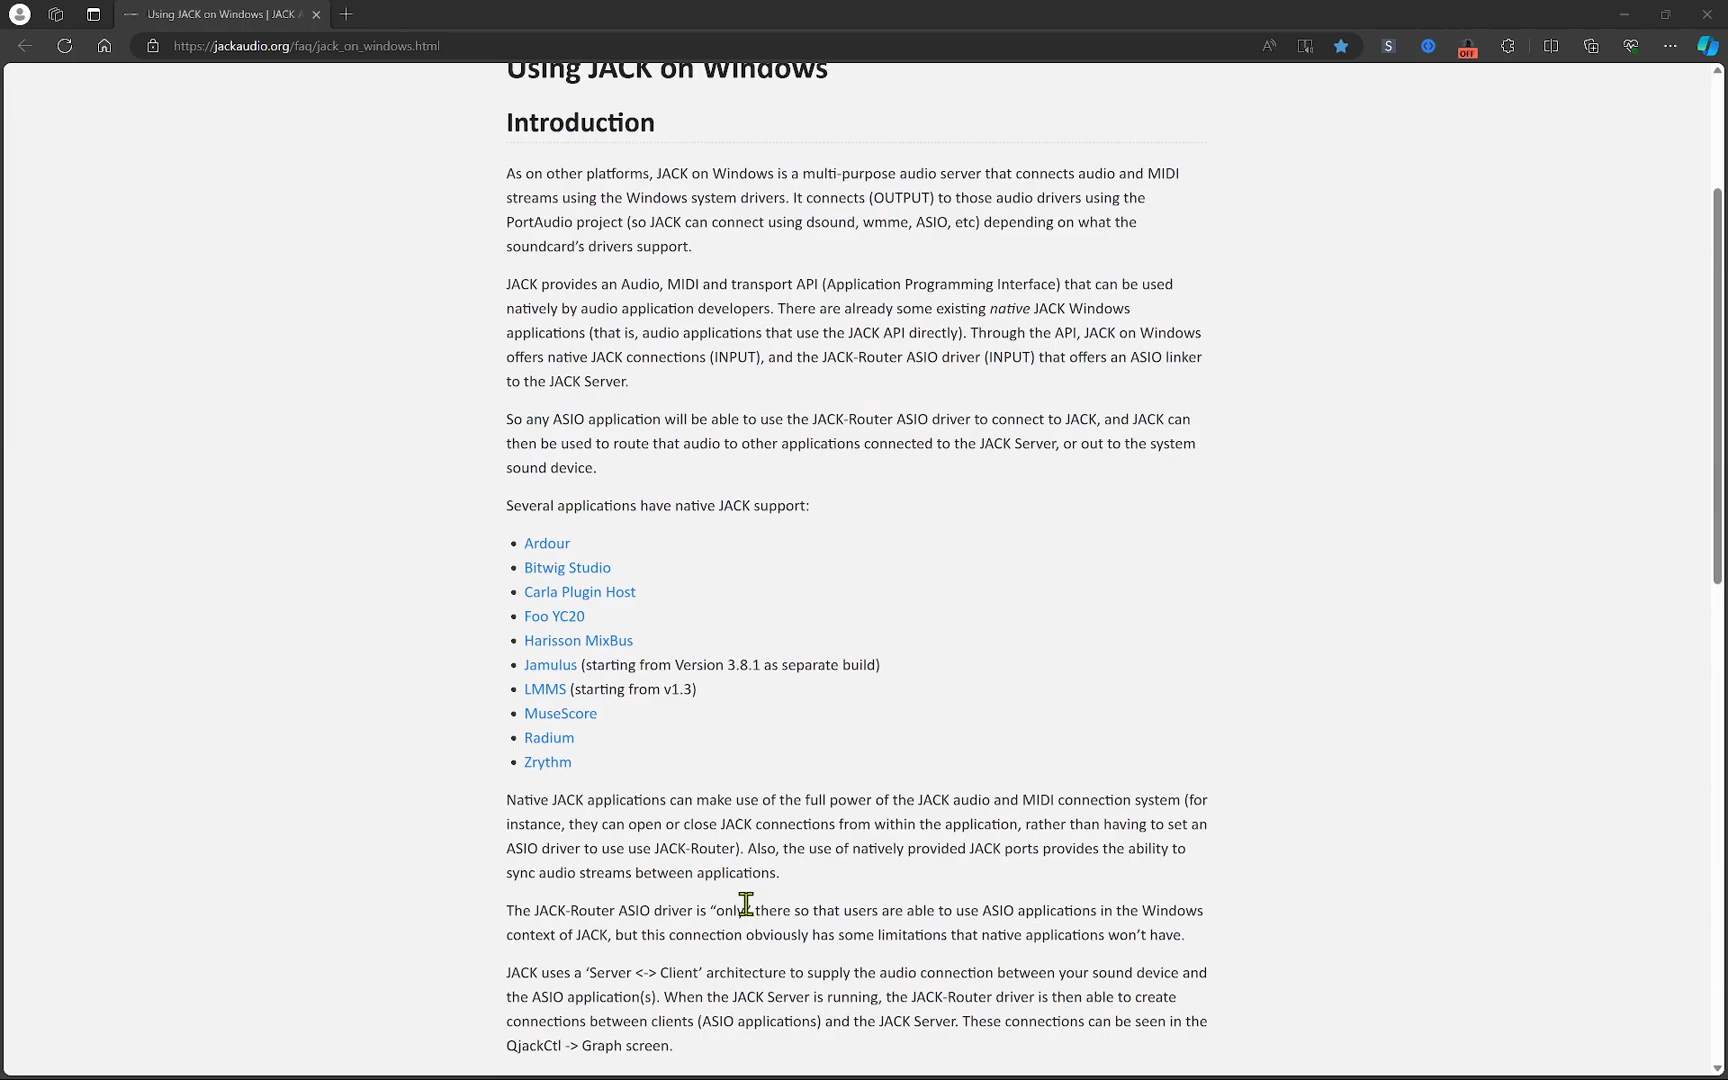 Using JACK on Windows | JACK A
https://jackaudio.org/faq/jack_on_windows.html
A
S
OFF
Using JACK on Windows
Introduction
As on other platforms, JACK on Windows is a multi-purpose audio server that connects audio and MIDI
streams using the Windows system drivers. It connects (OUTPUT) to those audio drivers using the
PortAudio project (so JACK can connect using dsound, wmme, ASIO, etc) depending on what the
soundcard’s drivers support.
JACK provides an Audio, MIDI and transport API (Application Programming Interface) that can be used
natively by audio application developers. There are already some existing native JACK Windows
applications (that is, audio applications that use the JACK API directly). Through the API, JACK on Windows
offers native JACK connections (INPUT), and the JACK-Router ASIO driver (INPUT) that offers an ASIO linker
to the JACK Server.
So any ASIO application will be able to use the JACK-Router ASIO driver to connect to JACK, and JACK can
then be used to route that audio to other applications connected to the JACK Server, or out to the system
sound device.
Several applications have native JACK support:
• Ardour
• Bitwig Studio
• Carla Plugin Host
• Foo YC20
• Harisson MixBus
• Jamulus (starting from Version 3.8.1 as separate build)
• LMMS (starting from v1.3)
• MuseScore
• Radium
• Zrythm
Native JACK applications can make use of the full power of the JACK audio and MIDI connection system (for
instance, they can open or close JACK connections from within the application, rather than having to set an
ASIO driver to use use JACK-Router). Also, the use of natively provided JACK ports provides the ability to
sync audio streams between applications.
The JACK-Router ASIO driver is “only” there so that users are able to use ASIO applications in the Windows
context of JACK, but this connection obviously has some limitations that native applications won’t have.
JACK uses a ‘Server <-> Client’ architecture to supply the audio connection between your sound device and
the ASIO application(s). When the JACK Server is running, the JACK-Router driver is then able to create
connections between clients (ASIO applications) and the JACK Server. These connections can be seen in the
QjackCtl -> Graph screen.